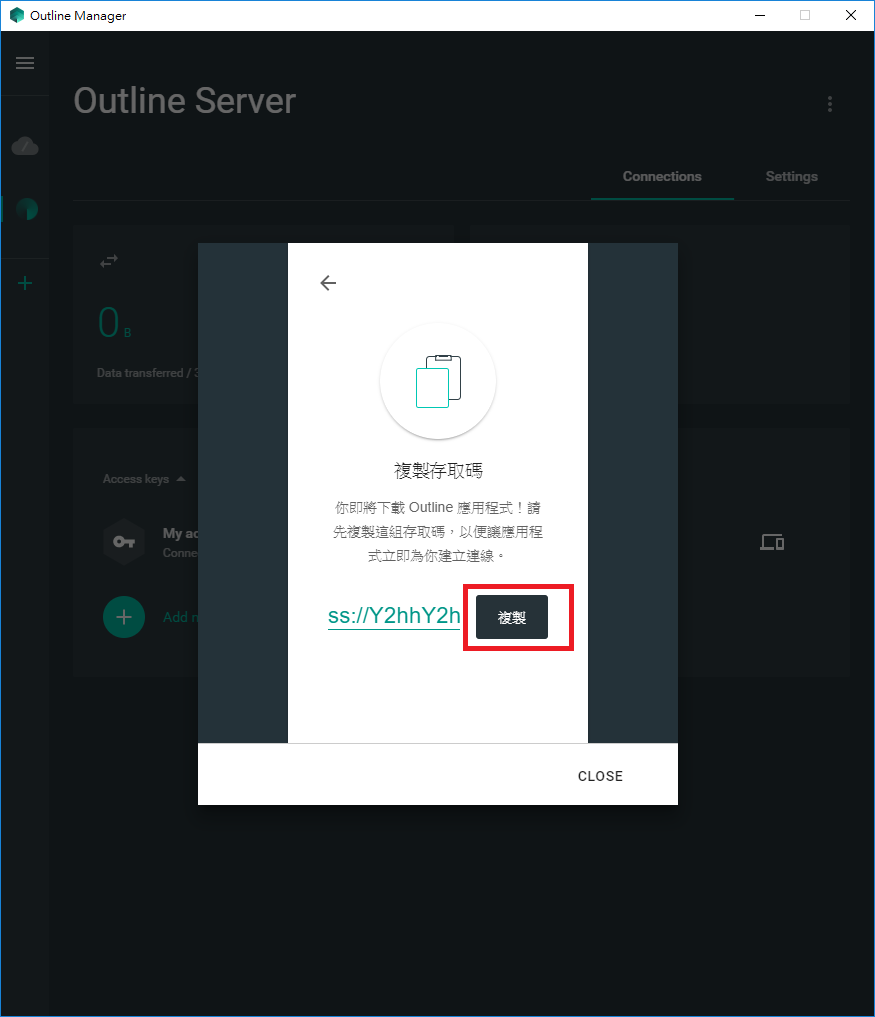 Outline Manager
Outline Server
Connections
Settings
0 B
Data transferred /
Access keys
My
Add
複製存取碼
你即將下載 Outline 應用程式！請
先複製這組存取碼，以便讓應用程
式立即為你建立連線。
ss://Y2hhY2h
複製
CLOSE